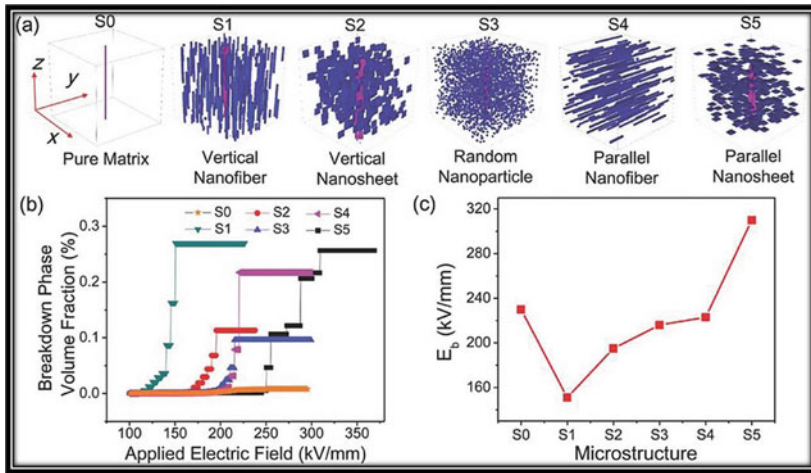 (a)
S0
S1
S2
S3
S4
S5
z
y
x
Pure Matrix
Vertical
Nanofiber
Vertical
Nanosheet
Random
Nanoparticle
Parallel
Nanofiber
Parallel
Nanosheet
(b)
S0 S2 S4
S1 S3 S5
Breakdown Phase
Volume Fraction (%)
0.3
0.2
0.1
0.0
100 150 200 250 300 350 400
Applied Electric Field (kV/mm)
(c)
E_b (kV/mm)
320
280
240
200
160
S0 S1 S2 S3 S4 S5
Microstructure